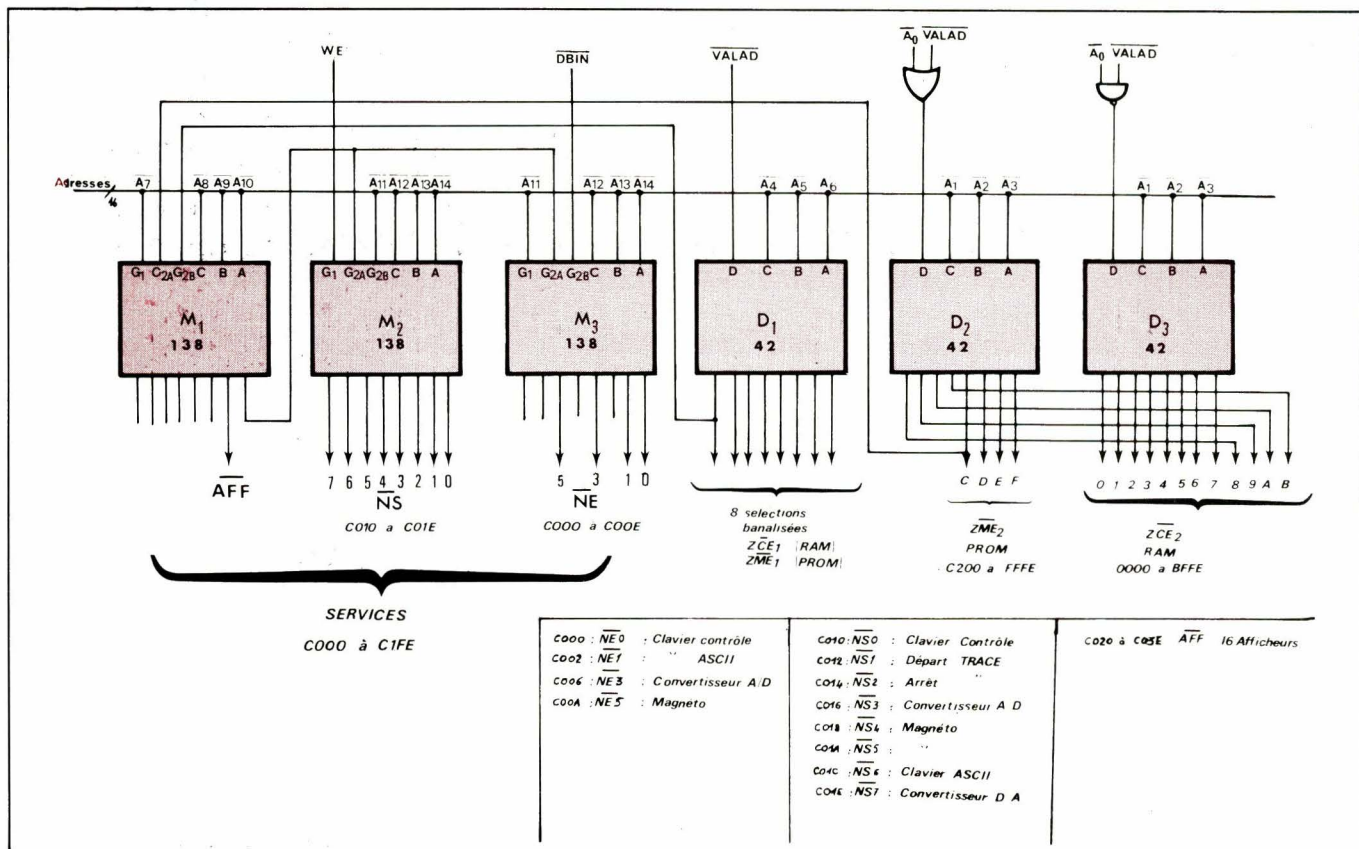 WE
DBIN
VALAD
A0 VALAD
A0 VALAD
Adresses
16
A7 A8 A9 A10
A11 A12 A13 A14
A11 A12 A13 A14
A4 A5 A6
A1 A2 A3
A1 A2 A3
G1 C2A G2B C B A
G1 G2A G2B C B A
G1 G2A G2B C B A
D C B A
D C B A
D C B A
M1
138
M2
138
M3
138
D1
42
D2
42
D3
42
AFF
7 6 5 4 3 2 1 0
NS
C010 a C01E
5 3 1 0
NE
C000 a C00E
8 selections
banalisées
ZCE1 (RAM)
ZME1 (PROM)
C D E F
ZME2
PROM
C200 a FFFE
0 1 2 3 4 5 6 7 8 9 A B
ZCE2
RAM
0000 a BFFE
SERVICES
C000 à C1FE
C000 : NE0 : Clavier contrôle
C002 : NE1 : " ASCII
C006 : NE3 : Convertisseur A/D
C00A : NE5 : Magnéto
C010 : NS0 : Clavier Contrôle
C012 : NS1 : Départ TRACE
C014 : NS2 : Arrêt "
C016 : NS3 : Convertisseur A D
C018 : NS4 : Magnéto
C01A : NS5 : "
C01C : NS6 : Clavier ASCII
C01E : NS7 : Convertisseur D A
C020 à C03E AFF 16 Afficheurs